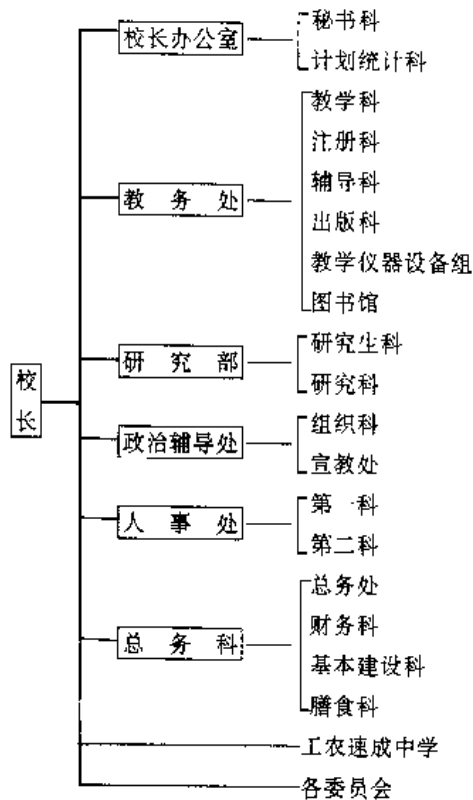 校长
校长办公室
秘书科
计划统计科
教务处
教学科
注册科
辅导科
出版科
教学仪器设备组
图书馆
研究部
研究生科
研究科
政治辅导处
组织科
宣教处
人事处
第一科
第二科
总务科
总务处
财务科
基本建设科
膳食科
工农速成中学
各委员会